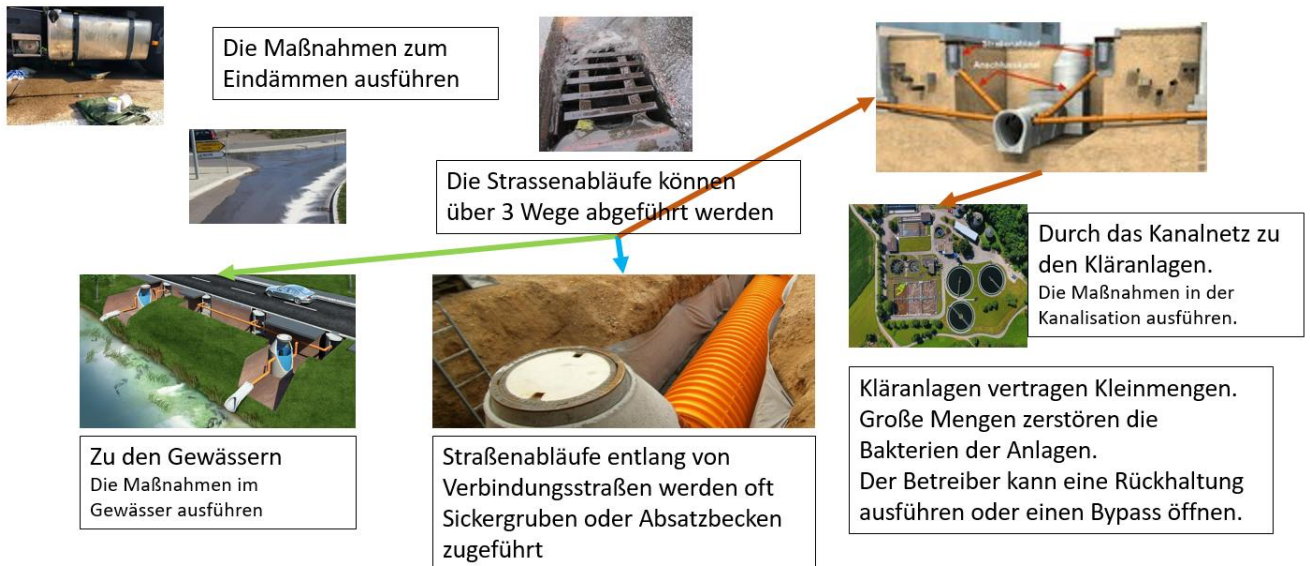 Die Maßnahmen zum
Eindämmen ausführen
Straßenablauf
Anschlusskanal
Die Strassenabläufe können
über 3 Wege abgeführt werden
Durch das Kanalnetz zu
den Kläranlagen.
Die Maßnahmen in der
Kanalisation ausführen.
Zu den Gewässern
Die Maßnahmen im
Gewässer ausführen
Straßenabläufe entlang von
Verbindungsstraßen werden oft
Sickergruben oder Absatzbecken
zugeführt
Kläranlagen vertragen Kleinmengen.
Große Mengen zerstören die
Bakterien der Anlagen.
Der Betreiber kann eine Rückhaltung
ausführen oder einen Bypass öffnen.